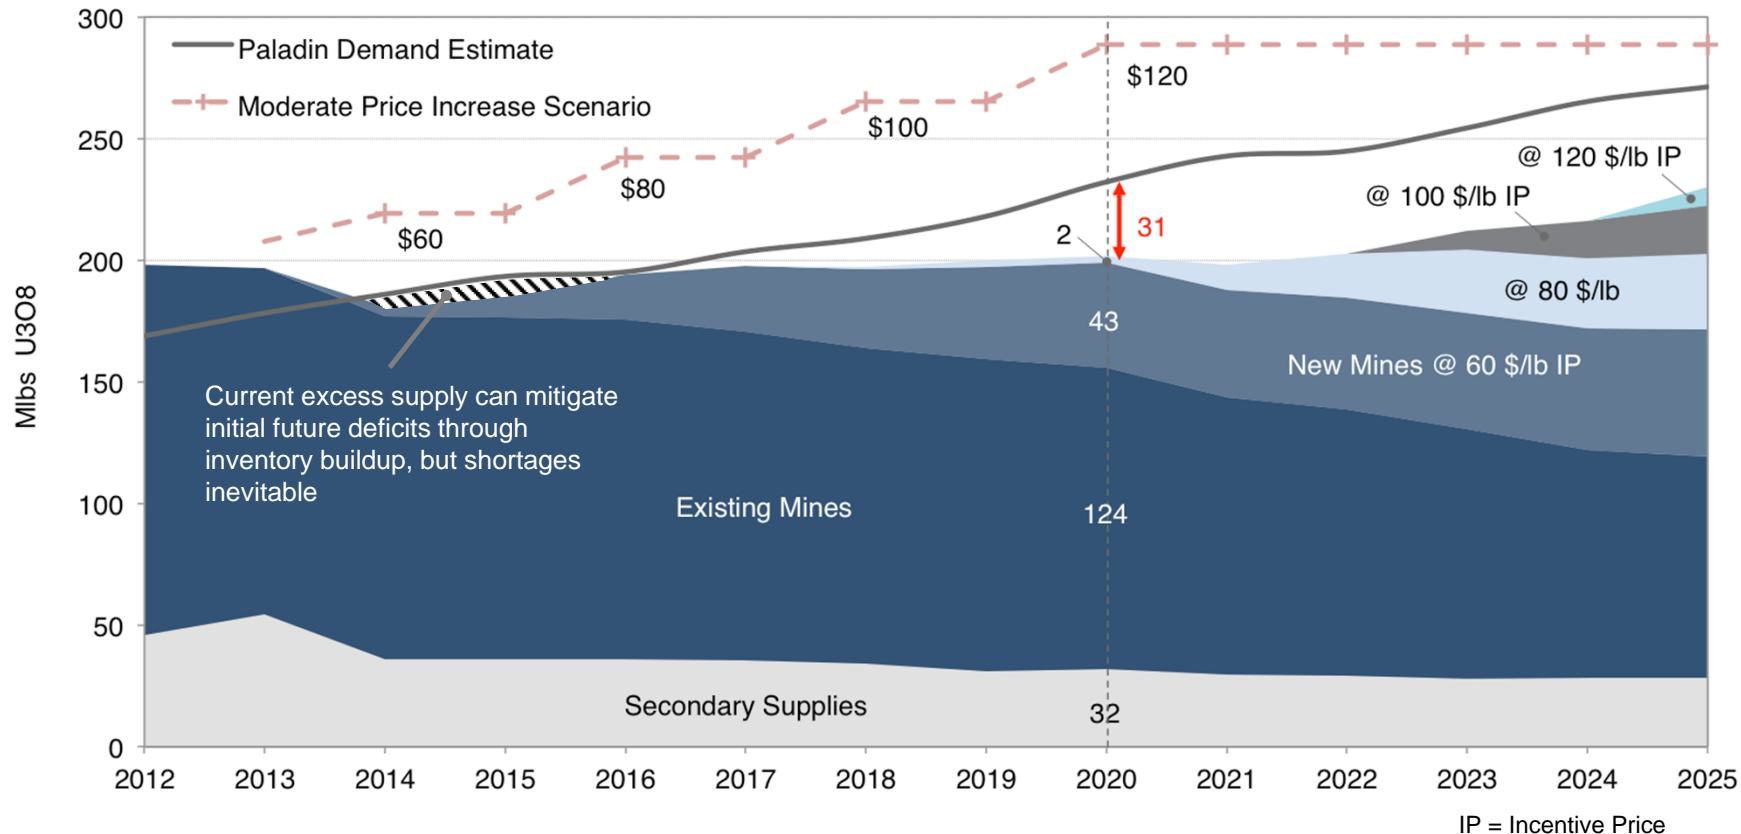 300
Paladin Demand Estimate
Moderate Price Increase Scenario
$120
$100
250
@ 120 $/lb IP
@ 100 $/lb IP
$80
2
31
$60
200
@ 80 $/lb
Mlbs U3O8
43
New Mines @ 60 $/lb IP
150
Current excess supply can mitigate
initial future deficits through
inventory buildup, but shortages
inevitable
100
Existing Mines
124
50
Secondary Supplies
32
0
2012 2013 2014 2015 2016 2017 2018 2019 2020 2021 2022 2023 2024 2025
IP = Incentive Price